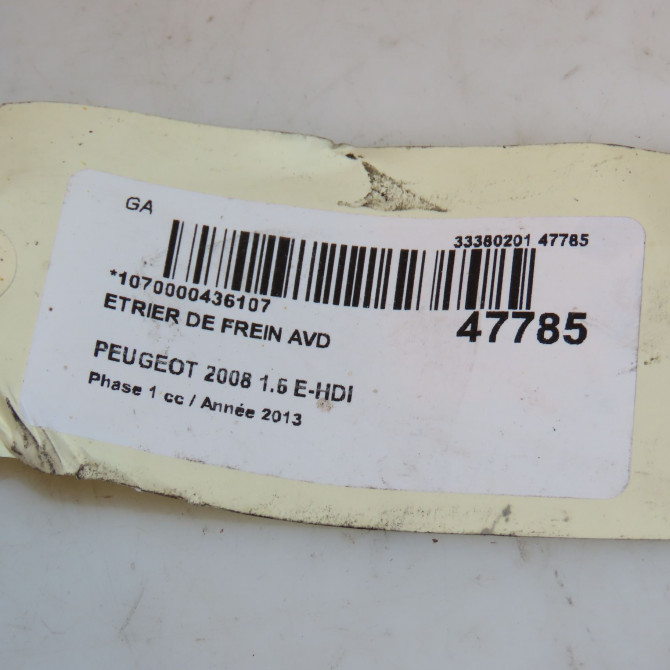 GA
33380201 47785
*1070000436107
47785
ETRIER DE FREIN AVD
PEUGEOT 2008 1.6 E-HDI
Phase 1 cc / Année 2013